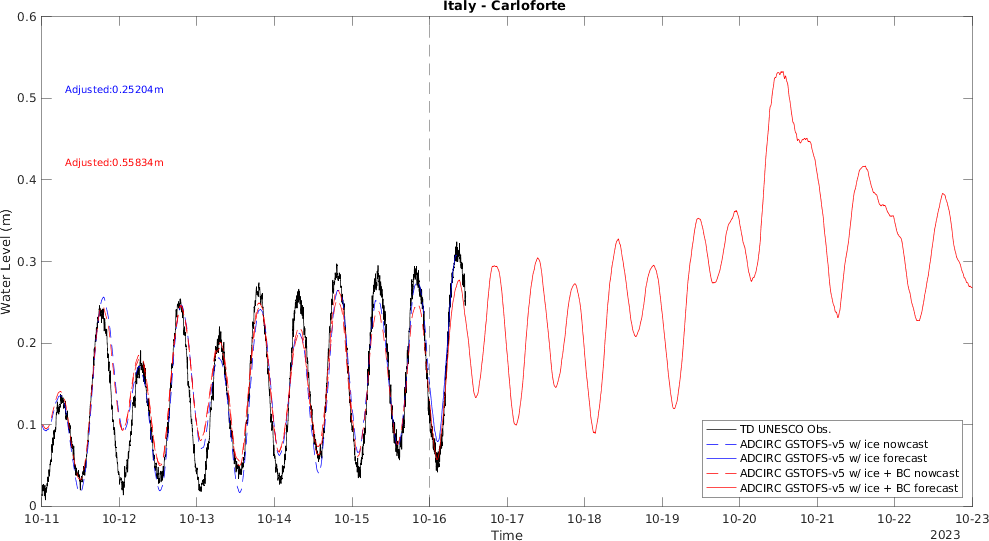 Italy - Carloforte
Water Level (m)
0.6
0.5
0.4
0.3
0.2
0.1
0
Adjusted:0.25204m
Adjusted:0.55834m
TD UNESCO Obs.
ADCIRC GSTOFS-v5 w/ ice nowcast
ADCIRC GSTOFS-v5 w/ ice forecast
ADCIRC GSTOFS-v5 w/ ice + BC nowcast
ADCIRC GSTOFS-v5 w/ ice + BC forecast
10-11 10-12 10-13 10-14 10-15 10-16 10-17 10-18 10-19 10-20 10-21 10-22 10-23
Time
2023